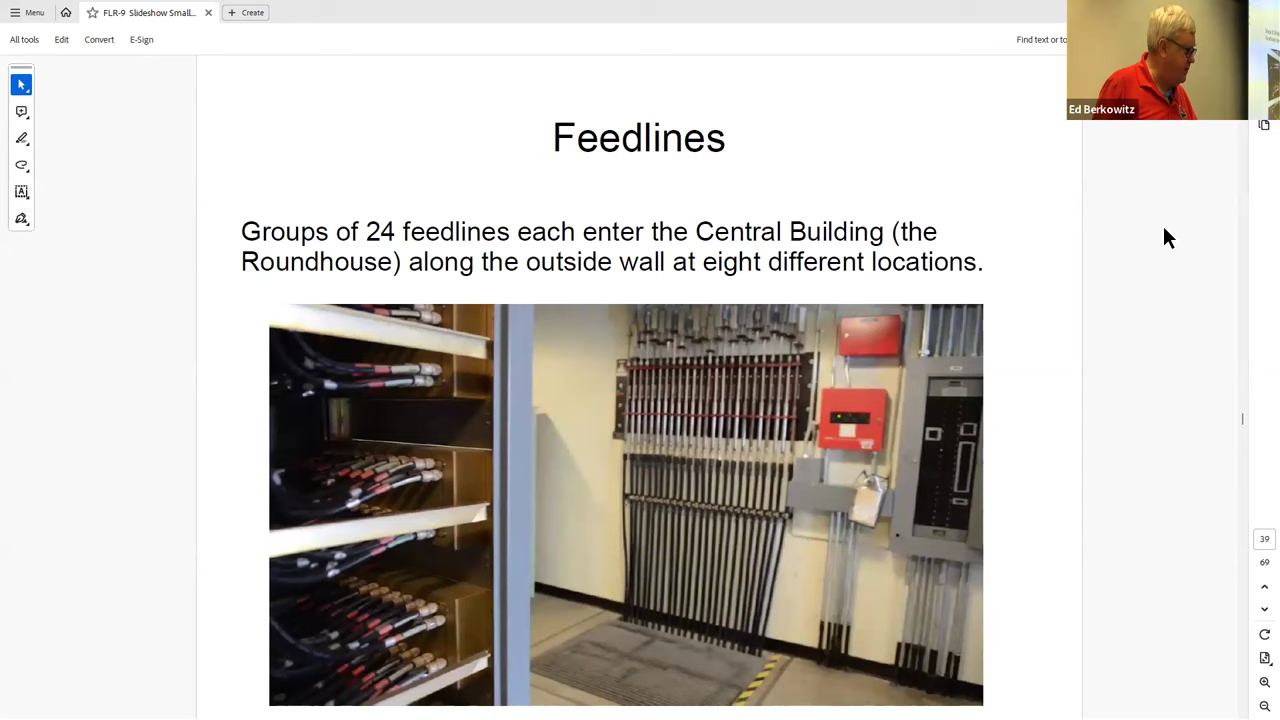 Menu
FLR-9 Slideshow Small...
Create
All tools
Edit
Convert
E-Sign
Find text or to
Ed Berkowitz
Feedlines
Groups of 24 feedlines each enter the Central Building (the
Roundhouse) along the outside wall at eight different locations.
39
69